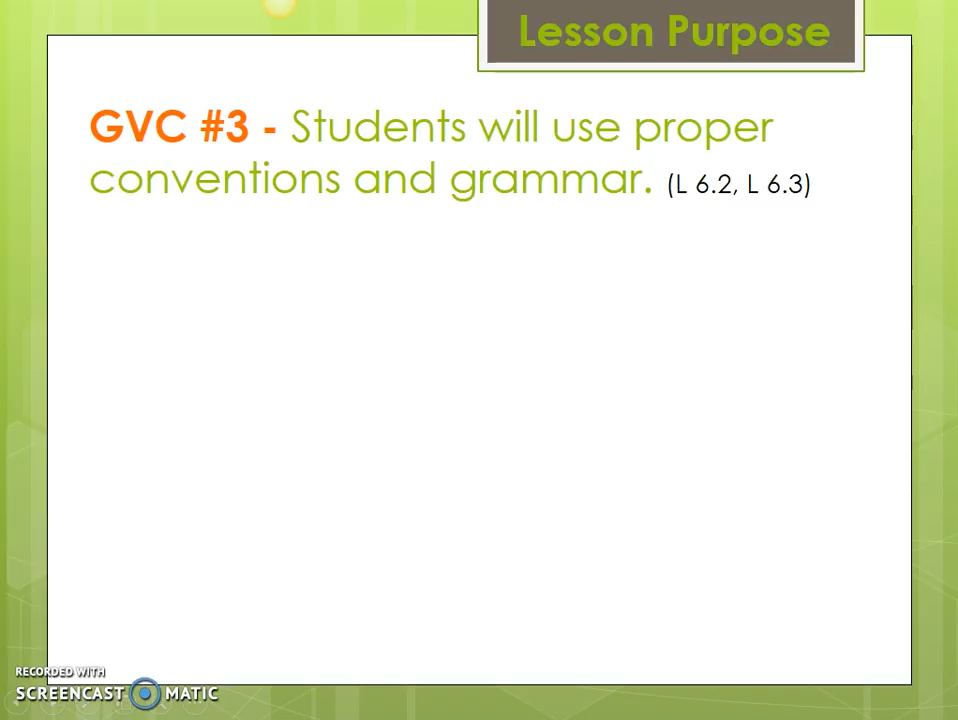 Lesson Purpose
GVC #3 - Students will use proper
conventions and grammar. (L 6.2, L 6.3)
RECORDED WITH
SCREENCAST MATIC